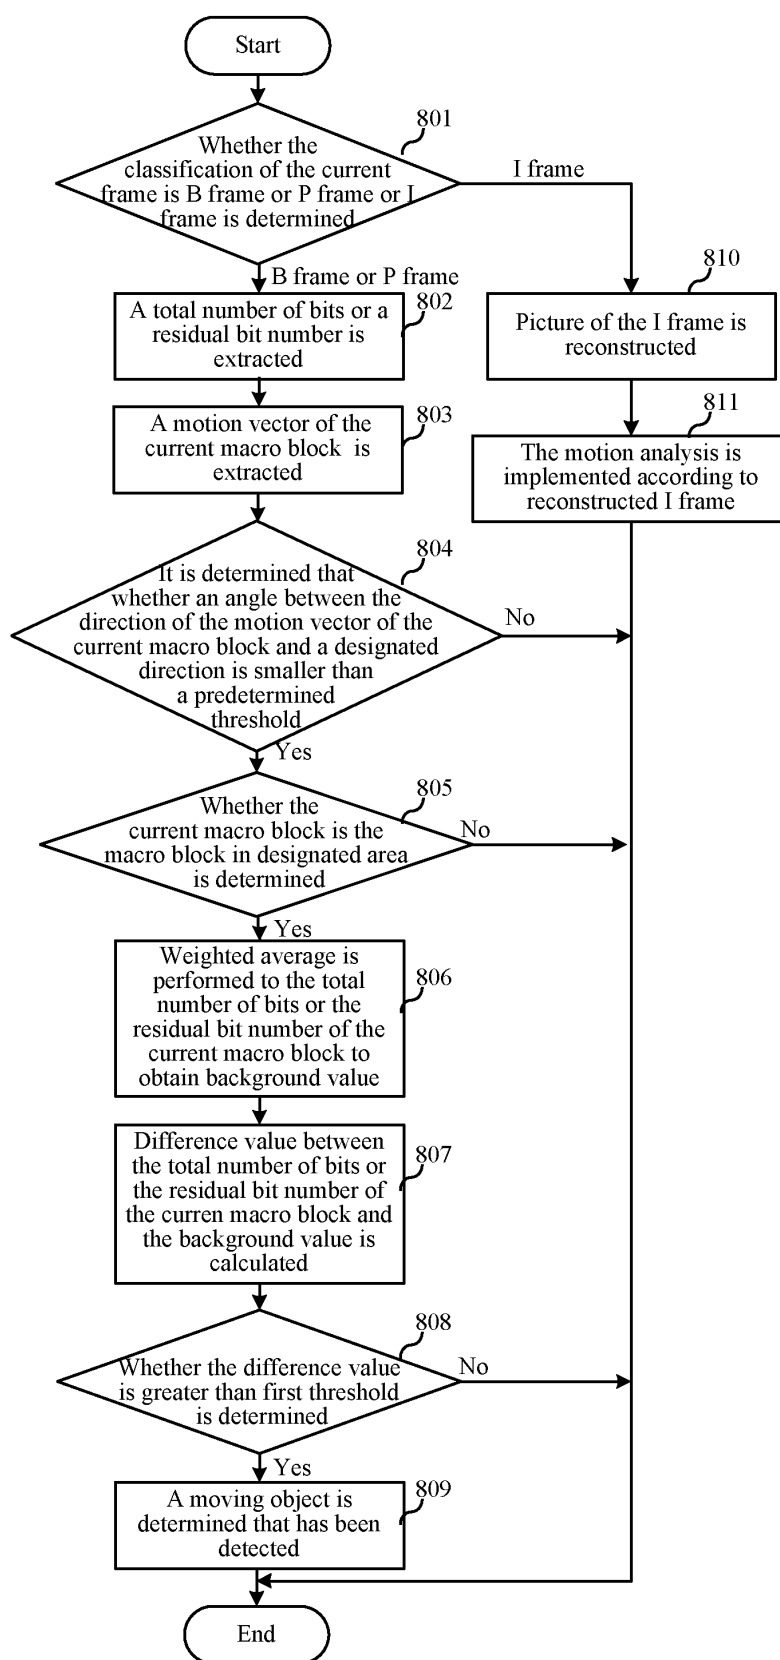 Start
801
Whether the
classification of the current
frame is B frame or P frame or I
frame is determined
I frame
B frame or P frame
810
802
A total number of bits or a
residual bit number is
extracted
Picture of the I frame is
reconstructed
803
A motion vector of the
current macro block is
extracted
811
The motion analysis is
implemented according to
reconstructed I frame
804
It is determined that
whether an angle between the
direction of the motion vector of the
current macro block and a designated
direction is smaller than
a predetermined
threshold
No
Yes
805
Whether the
current macro block is the
macro block in designated area
is determined
No
Yes
806
Weighted average is
performed to the total
number of bits or the
residual bit number of the
current macro block to
obtain background value
807
Difference value between
the total number of bits or
the residual bit number of
the curren macro block and
the background value is
calculated
808
Whether the difference value
is greater than first threshold
is determined
No
Yes
809
A moving object is
determined that has been
detected
End